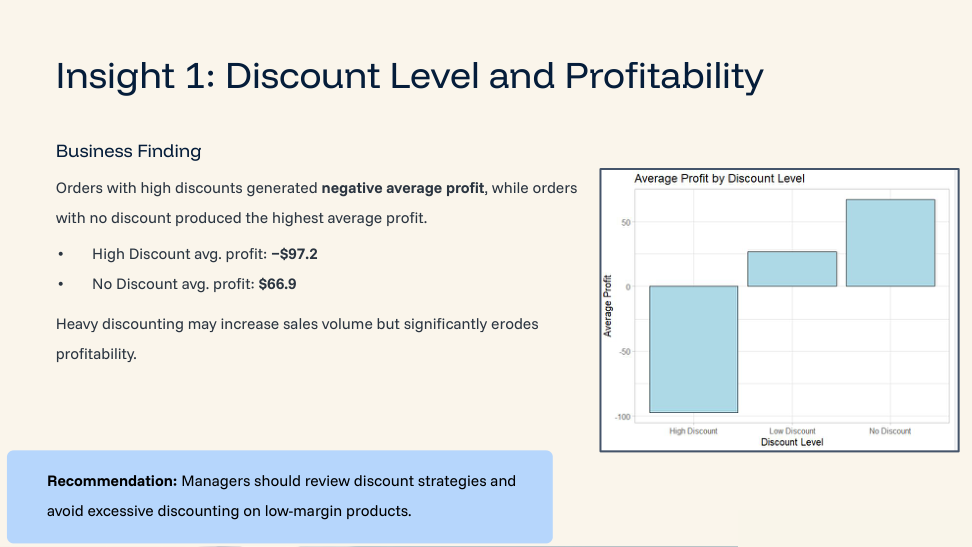 Insight 1: Discount Level and Profitability
Business Finding
Orders with high discounts generated negative average profit, while orders
with no discount produced the highest average profit.
• High Discount avg. profit: −$97.2
• No Discount avg. profit: $66.9
Heavy discounting may increase sales volume but significantly erodes
profitability.
Recommendation: Managers should review discount strategies and
avoid excessive discounting on low-margin products.
Average Profit by Discount Level
Average Profit
50
0
-50
-100
High Discount Low Discount No Discount
Discount Level